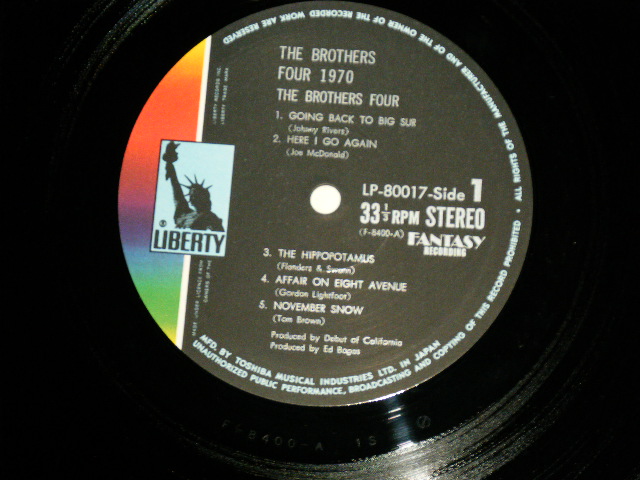 THE BROTHERS
FOUR 1970
THE BROTHERS FOUR
1. GOING BACK TO BIG SUR
(Johnny Rivers)
2. HERE I GO AGAIN
(Joe McDonald)
LP-80017-Side 1
33 1/3 RPM STEREO
(F-8400-A) FANTASY
RECORDING
LIBERTY
3. THE HIPPOPOTAMUS
(Flanders & Swann)
4. AFFAIR ON EIGHT AVENUE
(Gordon Lightfoot)
5. NOVEMBER SNOW
(Tom Brown)
Produced by Debut of California
Produced by Ed Bogas
MFD. BY TOSHIBA MUSICAL INDUSTRIES LTD. IN JAPAN
ALL RIGHTS OF THE MANUFACTURER AND OF THE OWNER OF THE RECORDED WORK ARE RESERVED
UNAUTHORIZED PUBLIC PERFORMANCE, BROADCASTING AND COPYING OF THIS RECORD PROHIBITED
F-8400-A 1S